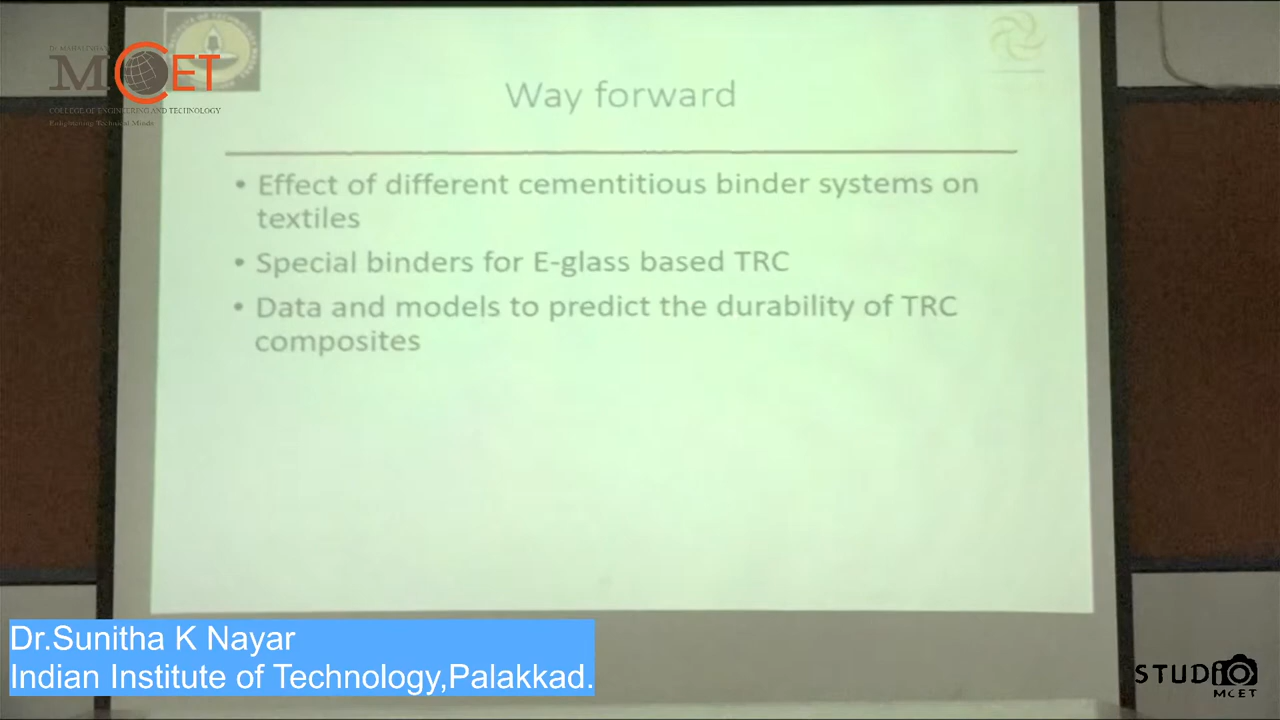 MCET
COLLEGE OF ENGINEERING AND TECHNOLOGY
Way forward
• Effect of different cementitious binder systems on
textiles
• Special binders for E-glass based TRC
• Data and models to predict the durability of TRC
composites
Dr.Sunitha K Nayar
Indian Institute of Technology,Palakkad.
STUDIO
MCET